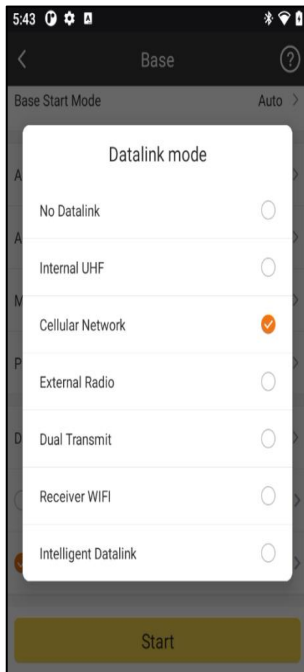 5:43
Base
Base Start Mode Auto
Datalink mode
No Datalink
Internal UHF
Cellular Network
External Radio
Dual Transmit
Receiver WIFI
Intelligent Datalink
Start